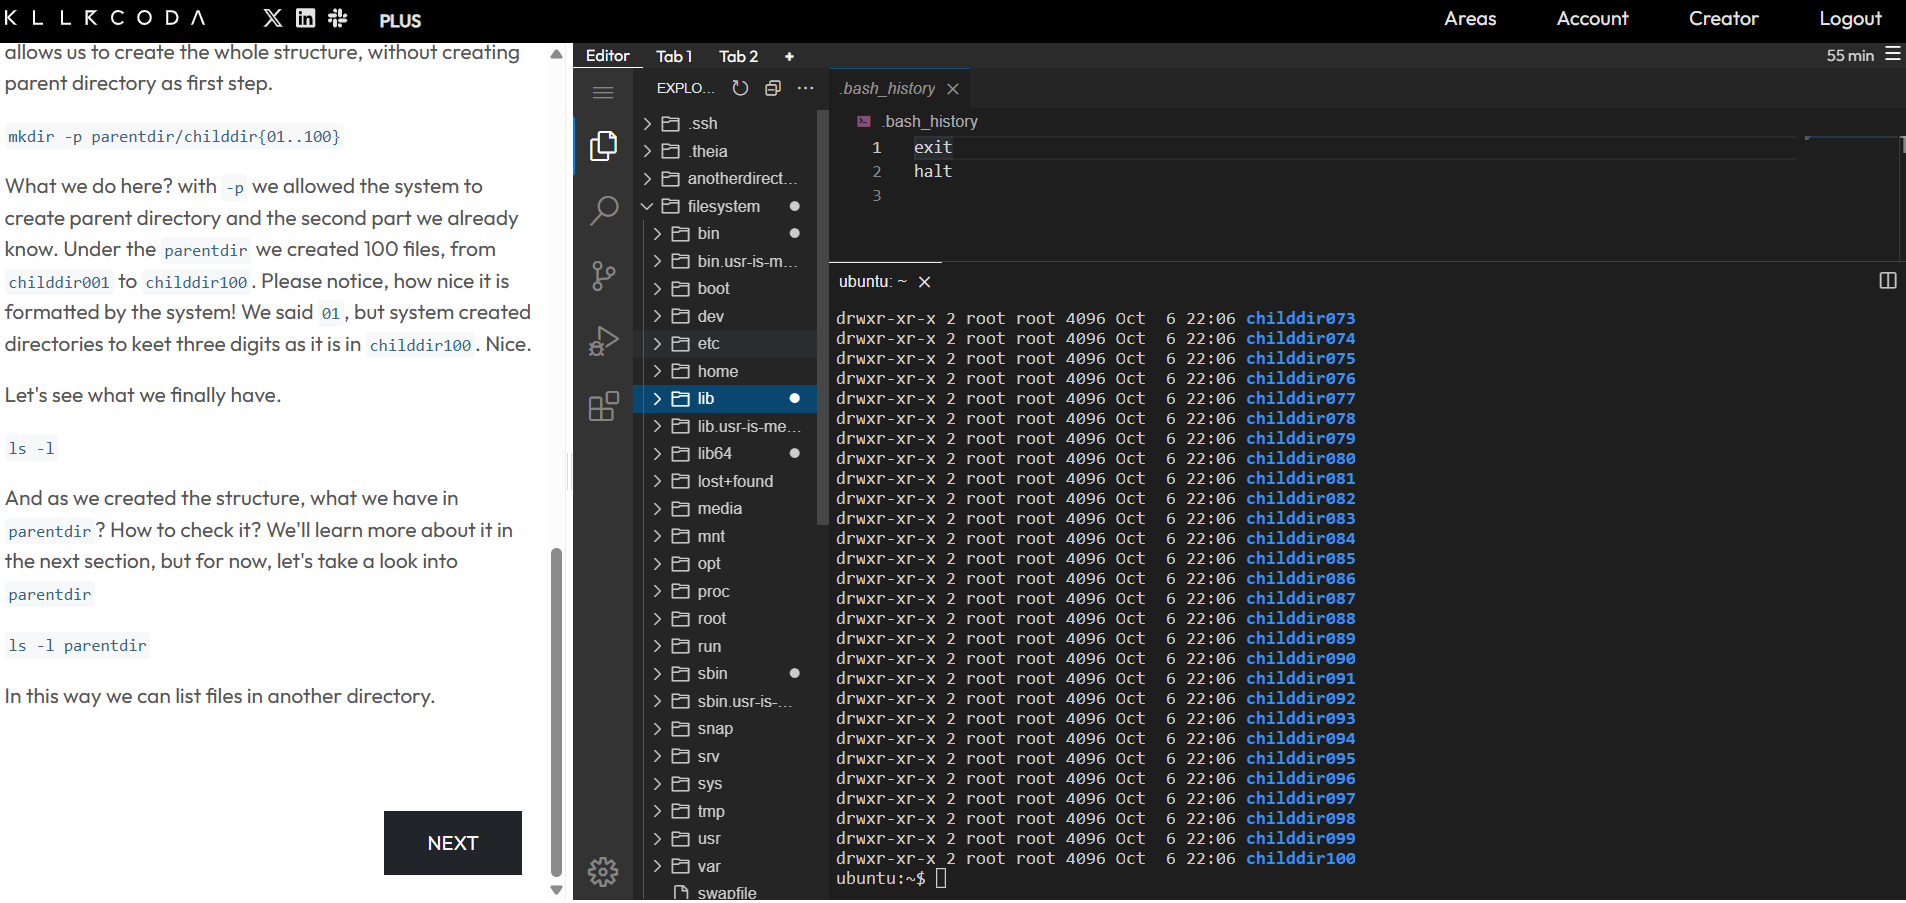 KLLRCODA
PLUS
Areas
Account
Creator
Logout
allows us to create the whole structure, without creating
parent directory as first step.
mkdir -p parentdir/childdir{01..100}
What we do here? with -p we allowed the system to
create parent directory and the second part we already
know. Under the parentdir we created 100 files, from
childdir001 to childdir100. Please notice, how nice it is
formatted by the system! We said 01, but system created
directories to keet three digits as it is in childdir100. Nice.
Let's see what we finally have.
ls -l
And as we created the structure, what we have in
parentdir? How to check it? We'll learn more about it in
the next section, but for now, let's take a look into
parentdir
ls -l parentdir
In this way we can list files in another directory.
NEXT
Editor
Tab 1
Tab 2
+
55 min
EXPLO...
.ssh
.theia
anotherdirect...
filesystem
bin
bin.usr-is-m...
boot
dev
etc
home
lib
lib.usr-is-me...
lib64
lost+found
media
mnt
opt
proc
root
run
sbin
sbin.usr-is-...
snap
srv
sys
tmp
usr
var
swapfile
.bash_history
.bash_history
1 exit
2 halt
3
ubuntu: ~
drwxr-xr-x 2 root root 4096 Oct  6 22:06 childdir073
drwxr-xr-x 2 root root 4096 Oct  6 22:06 childdir074
drwxr-xr-x 2 root root 4096 Oct  6 22:06 childdir075
drwxr-xr-x 2 root root 4096 Oct  6 22:06 childdir076
drwxr-xr-x 2 root root 4096 Oct  6 22:06 childdir077
drwxr-xr-x 2 root root 4096 Oct  6 22:06 childdir078
drwxr-xr-x 2 root root 4096 Oct  6 22:06 childdir079
drwxr-xr-x 2 root root 4096 Oct  6 22:06 childdir080
drwxr-xr-x 2 root root 4096 Oct  6 22:06 childdir081
drwxr-xr-x 2 root root 4096 Oct  6 22:06 childdir082
drwxr-xr-x 2 root root 4096 Oct  6 22:06 childdir083
drwxr-xr-x 2 root root 4096 Oct  6 22:06 childdir084
drwxr-xr-x 2 root root 4096 Oct  6 22:06 childdir085
drwxr-xr-x 2 root root 4096 Oct  6 22:06 childdir086
drwxr-xr-x 2 root root 4096 Oct  6 22:06 childdir087
drwxr-xr-x 2 root root 4096 Oct  6 22:06 childdir088
drwxr-xr-x 2 root root 4096 Oct  6 22:06 childdir089
drwxr-xr-x 2 root root 4096 Oct  6 22:06 childdir090
drwxr-xr-x 2 root root 4096 Oct  6 22:06 childdir091
drwxr-xr-x 2 root root 4096 Oct  6 22:06 childdir092
drwxr-xr-x 2 root root 4096 Oct  6 22:06 childdir093
drwxr-xr-x 2 root root 4096 Oct  6 22:06 childdir094
drwxr-xr-x 2 root root 4096 Oct  6 22:06 childdir095
drwxr-xr-x 2 root root 4096 Oct  6 22:06 childdir096
drwxr-xr-x 2 root root 4096 Oct  6 22:06 childdir097
drwxr-xr-x 2 root root 4096 Oct  6 22:06 childdir098
drwxr-xr-x 2 root root 4096 Oct  6 22:06 childdir099
drwxr-xr-x 2 root root 4096 Oct  6 22:06 childdir100
ubuntu:~$